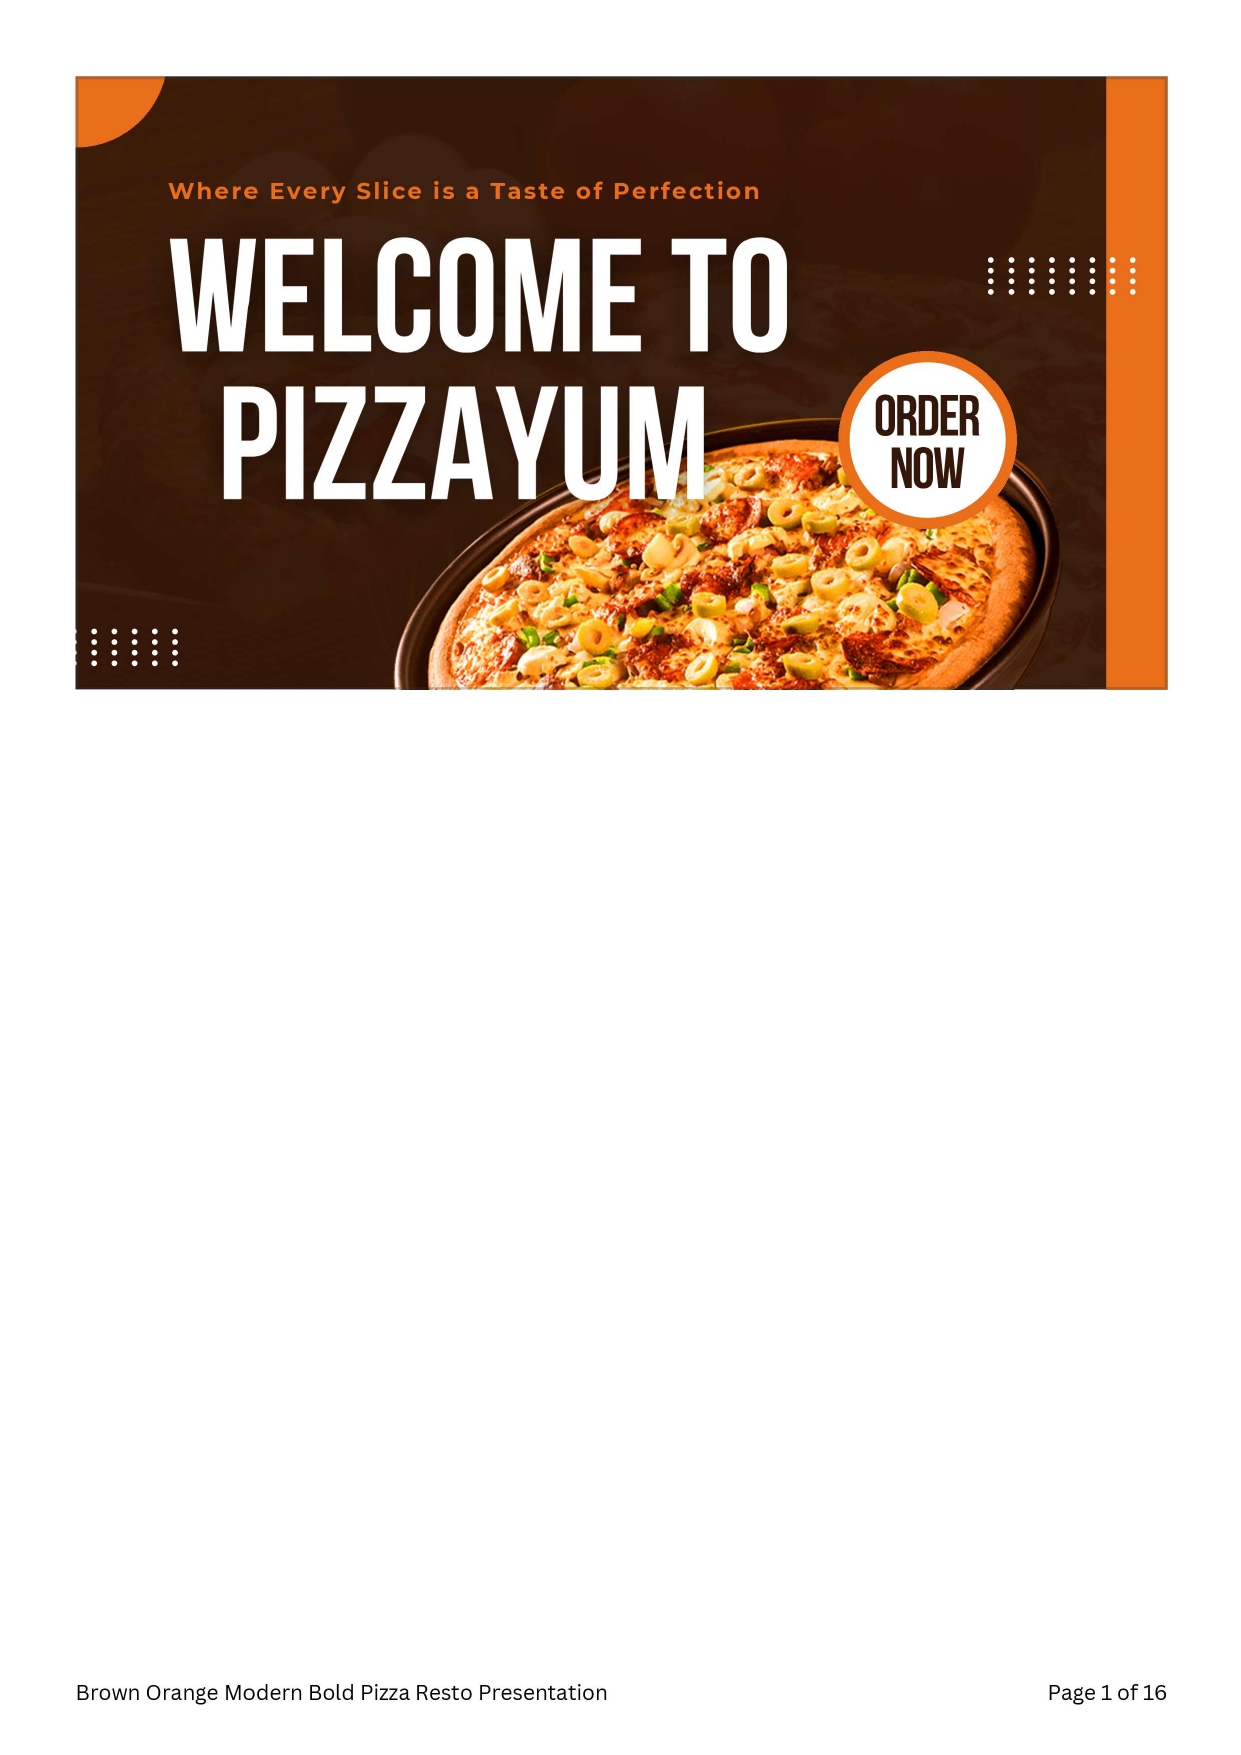 Where Every Slice is a Taste of Perfection
WELCOME TO
PIZZAYUM
ORDER
NOW
Brown Orange Modern Bold Pizza Resto Presentation
Page 1 of 16